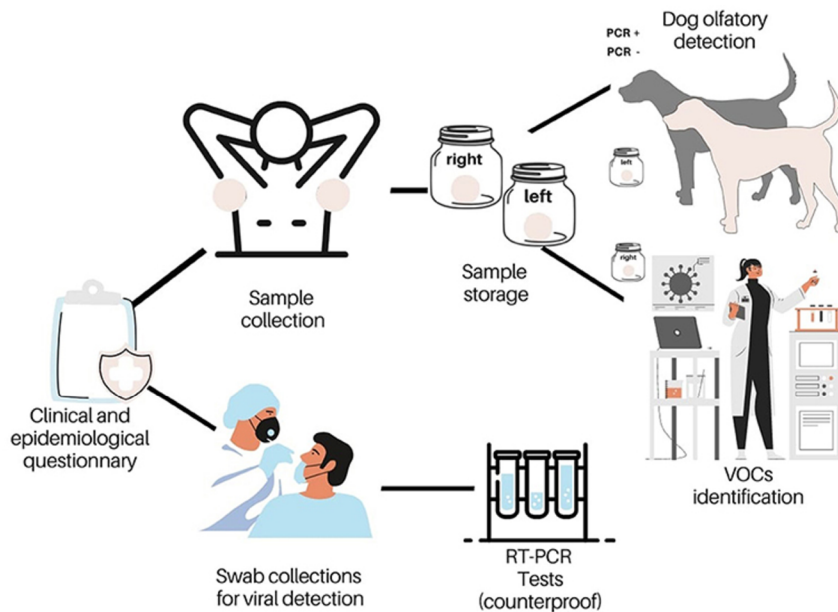 PCR +
PCR -
Dog olfatory
detection
right
left
left
right
Sample
collection
Sample
storage
Clinical and
epidemiological
questionnary
VOCs
identification
Swab collections
for viral detection
RT-PCR
Tests
(counterproof)